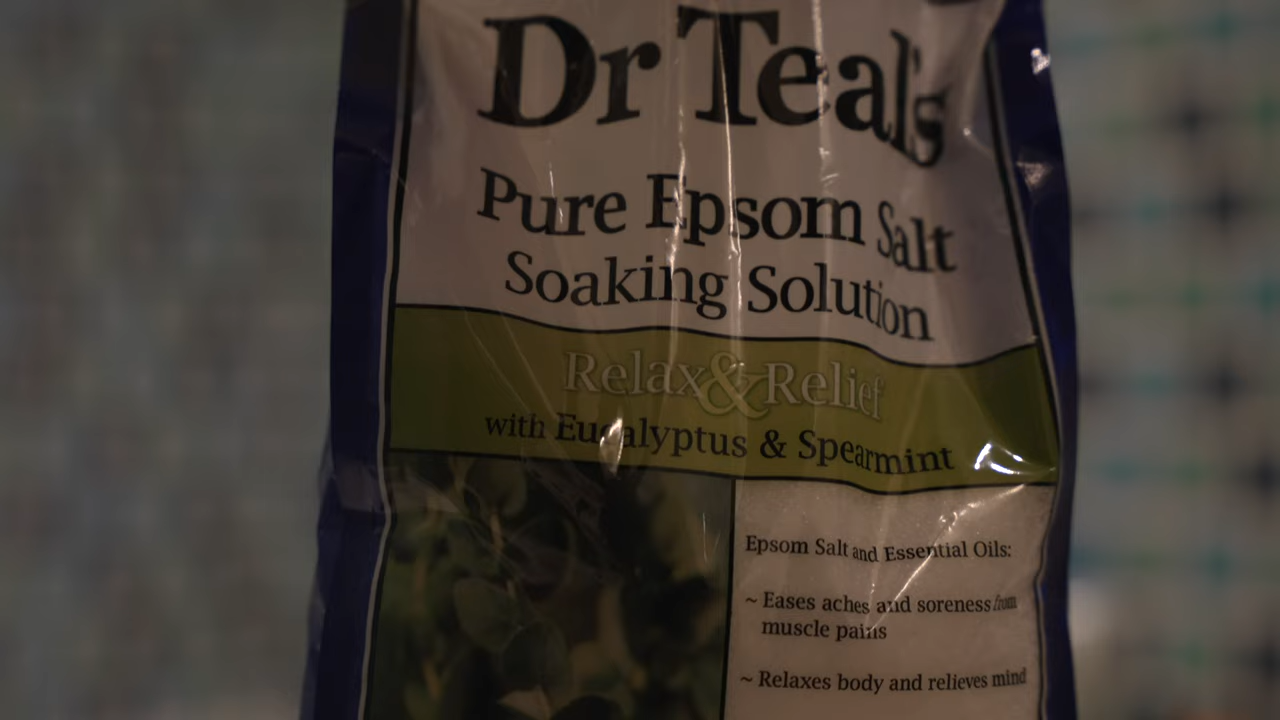 Dr Teal's
Pure Epsom Salt
Soaking Solution
Relax & Relief
with Eucalyptus & Spearmint
Epsom Salt and Essential Oils:
~ Eases aches and soreness from
muscle pains
~ Relaxes body and relieves mind